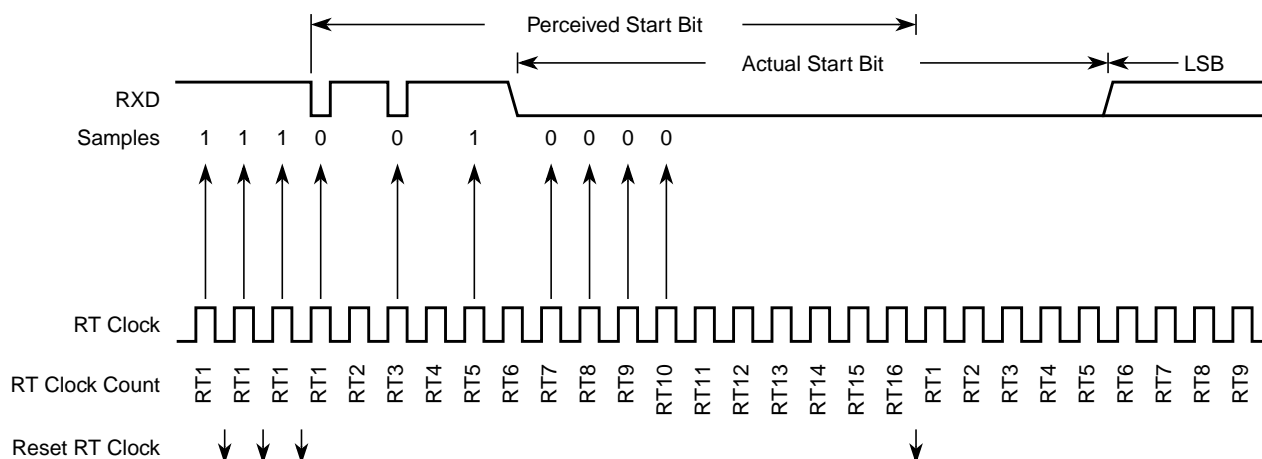 Perceived Start Bit
Actual Start Bit LSB
RXD
Samples 1 1 1 0 0 1 0 0 0 0
RT Clock
RT Clock Count RT1 RT1 RT1 RT1 RT2 RT3 RT4 RT5 RT6 RT7 RT8 RT9 RT10 RT11 RT12 RT13 RT14 RT15 RT16 RT1 RT2 RT3 RT4 RT5 RT6 RT7 RT8 RT9
Reset RT Clock